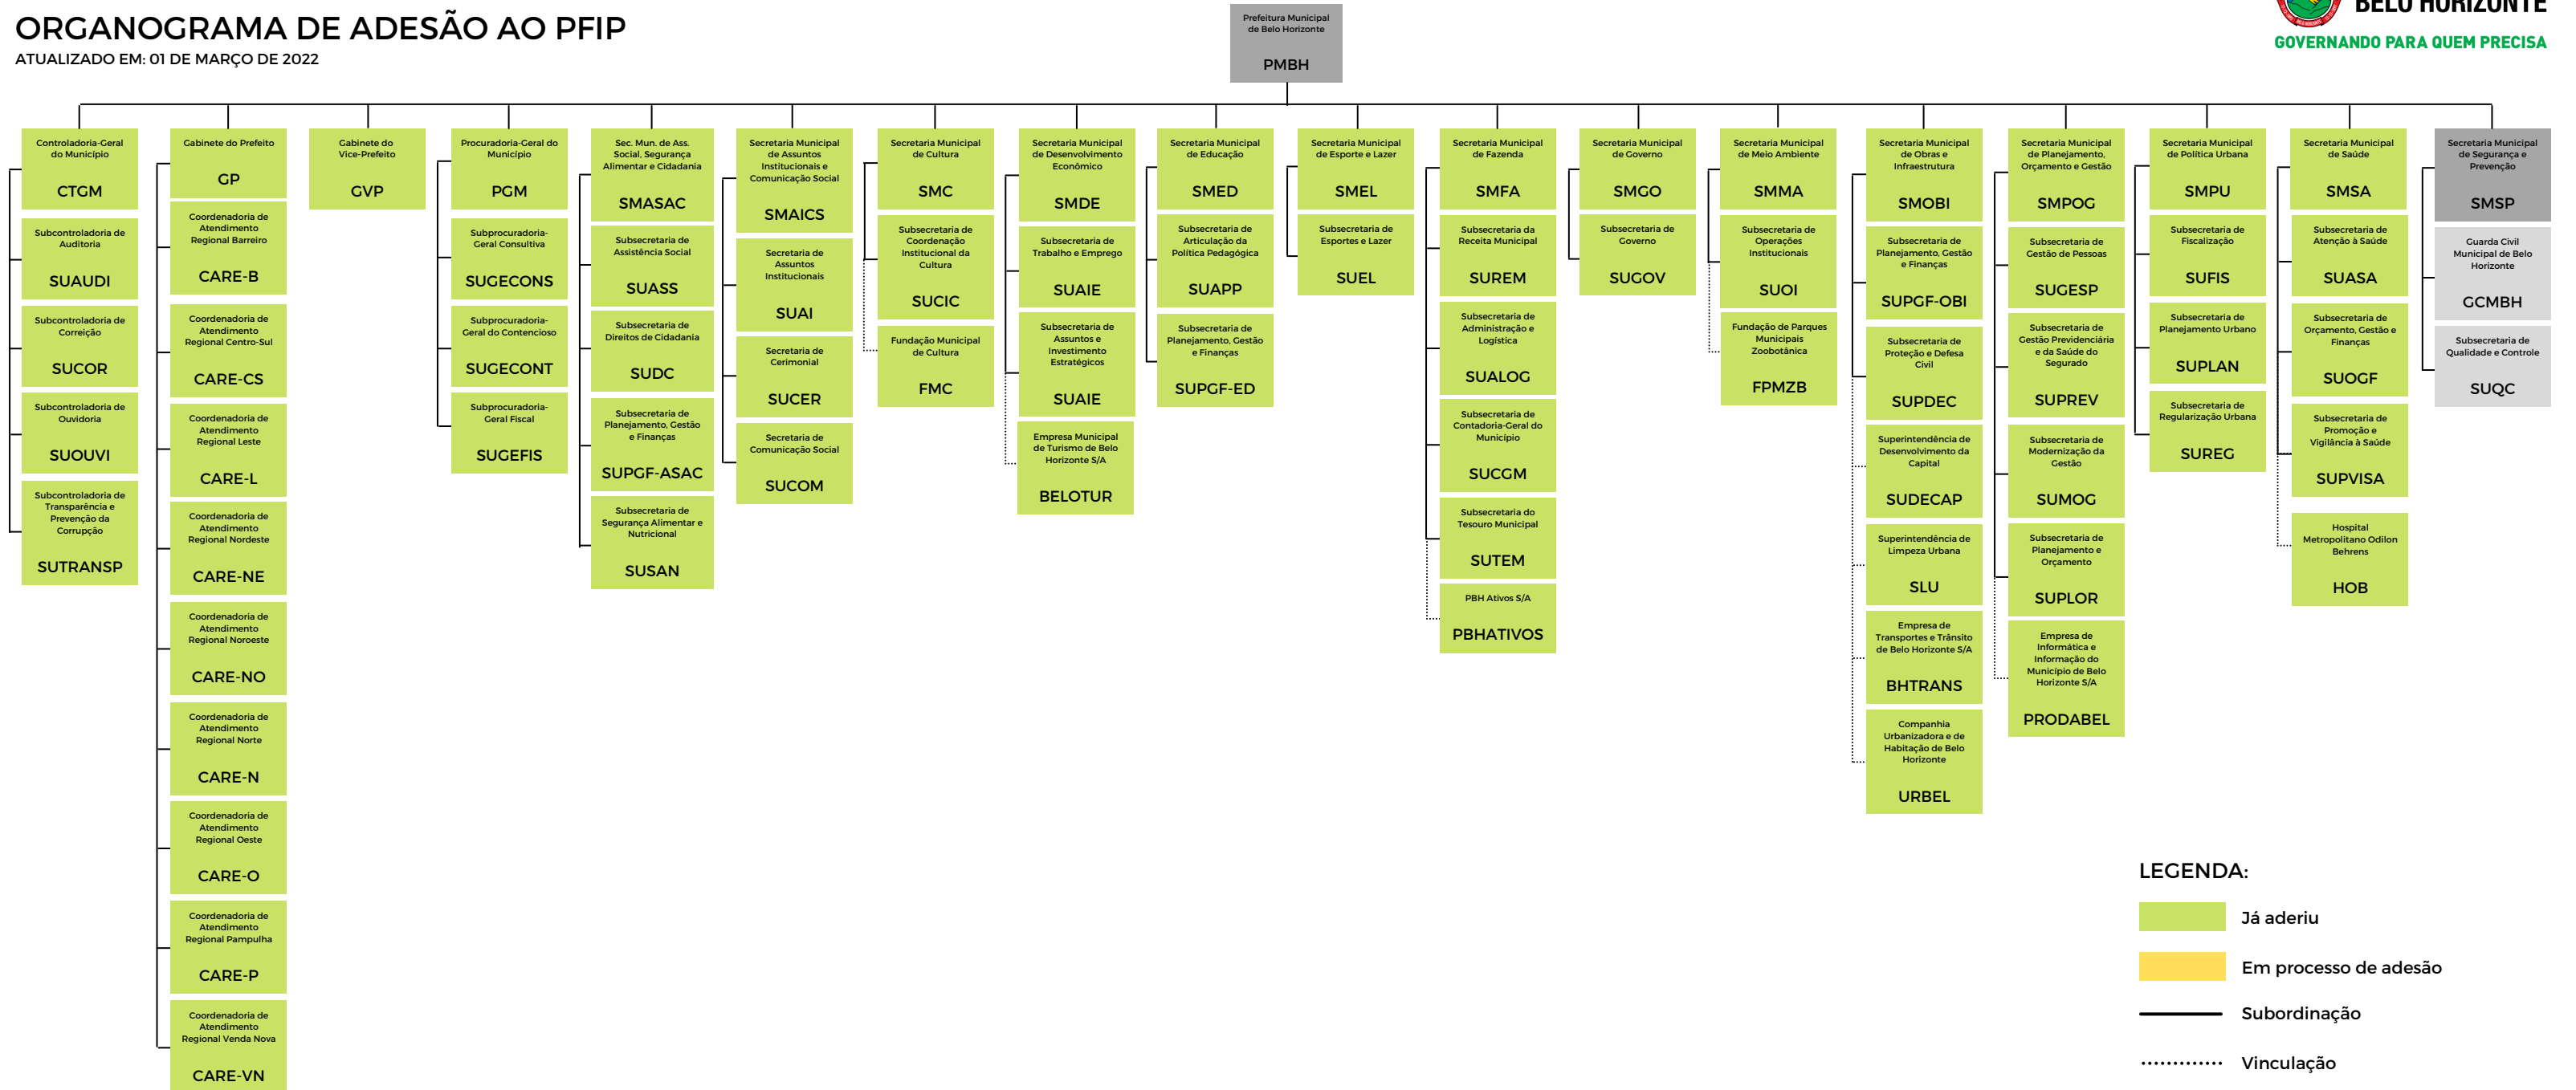 ORGANOGRAMA DE ADESÃO AO PFIP
ATUALIZADO EM: 01 DE MARÇO DE 2022
Prefeitura Municipal
de Belo Horizonte
PMBH
BELO HORIZONTE
GOVERNANDO PARA QUEM PRECISA
Controladoria-Geral
do Município
CTGM
Subcontroladoria de
Auditoria
SUAUDI
Subcontroladoria de
Correição
SUCOR
Subcontroladoria de
Ouvidoria
SUOUVI
Subcontroladoria de
Transparência e
Prevenção da
Corrupção
SUTRANSP
Gabinete do Prefeito
GP
Coordenadoria de
Atendimento
Regional Barreiro
CARE-B
Coordenadoria de
Atendimento
Regional Centro-Sul
CARE-CS
Coordenadoria de
Atendimento
Regional Leste
CARE-L
Coordenadoria de
Atendimento
Regional Nordeste
CARE-NE
Coordenadoria de
Atendimento
Regional Noroeste
CARE-NO
Coordenadoria de
Atendimento
Regional Norte
CARE-N
Coordenadoria de
Atendimento
Regional Oeste
CARE-O
Coordenadoria de
Atendimento
Regional Pampulha
CARE-P
Coordenadoria de
Atendimento
Regional Venda Nova
CARE-VN
Gabinete do
Vice-Prefeito
GVP
Procuradoria-Geral do
Município
PGM
Subprocuradoria-
Geral Consultiva
SUGECONS
Subprocuradoria-
Geral do Contencioso
SUGECONT
Subprocuradoria-
Geral Fiscal
SUGEFIS
Sec. Mun. de Ass.
Social, Segurança
Alimentar e Cidadania
SMASAC
Subsecretaria de
Assistência Social
SUASS
Subsecretaria de
Direitos de Cidadania
SUDC
Subsecretaria de
Planejamento, Gestão
e Finanças
SUPGF-ASAC
Subsecretaria de
Segurança Alimentar e
Nutricional
SUSAN
Secretaria Municipal
de Assuntos
Institucionais e
Comunicação Social
SMAICS
Secretaria de
Assuntos
Institucionais
SUAI
Secretaria de
Cerimonial
SUCER
Secretaria de
Comunicação Social
SUCOM
Secretaria Municipal
de Cultura
SMC
Subsecretaria de
Coordenação
Institucional da
Cultura
SUCIC
Fundação Municipal
de Cultura
FMC
Secretaria Municipal
de Desenvolvimento
Econômico
SMDE
Subsecretaria de
Trabalho e Emprego
SUAIE
Subsecretaria de
Assuntos e
Investimento
Estratégicos
SUAIE
Empresa Municipal
de Turismo de Belo
Horizonte S/A
BELOTUR
Secretaria Municipal
de Educação
SMED
Subsecretaria de
Articulação da
Política Pedagógica
SUAPP
Subsecretaria de
Planejamento, Gestão
e Finanças
SUPGF-ED
Secretaria Municipal
de Esporte e Lazer
SMEL
Subsecretaria de
Esportes e Lazer
SUEL
Secretaria Municipal
de Fazenda
SMFA
Subsecretaria da
Receita Municipal
SUREM
Subsecretaria de
Administração e
Logística
SUALOG
Subsecretaria de
Contadoria-Geral do
Município
SUCGM
Subsecretaria do
Tesouro Municipal
SUTEM
PBH Ativos S/A
PBHATIVOS
Secretaria Municipal
de Governo
SMGO
Subsecretaria de
Governo
SUGOV
Secretaria Municipal
de Meio Ambiente
SMMA
Subsecretaria de
Operações
Institucionais
SUOI
Fundação de Parques
Municipais
Zoobotânica
FPMZB
Secretaria Municipal
de Obras e
Infraestrutura
SMOBI
Subsecretaria de
Planejamento, Gestão
e Finanças
SUPGF-OBI
Subsecretaria de
Proteção e Defesa
Civil
SUPDEC
Superintendência de
Desenvolvimento da
Capital
SUDECAP
Superintendência de
Limpeza Urbana
SLU
Empresa de
Transportes e Trânsito
de Belo Horizonte S/A
BHTRANS
Companhia
Urbanizadora e de
Habitação de Belo
Horizonte
URBEL
Secretaria Municipal
de Planejamento,
Orçamento e Gestão
SMPOG
Subsecretaria de
Gestão de Pessoas
SUGESP
Subsecretaria de
Gestão Previdenciária
e da Saúde do
Segurado
SUPREV
Subsecretaria de
Modernização da
Gestão
SUMOG
Subsecretaria de
Planejamento e
Orçamento
SUPLOR
Empresa de
Informática e
Informação do
Município de Belo
Horizonte S/A
PRODABEL
Secretaria Municipal
de Política Urbana
SMPU
Subsecretaria de
Fiscalização
SUFIS
Subsecretaria de
Planejamento Urbano
SUPLAN
Subsecretaria de
Regularização Urbana
SUREG
Secretaria Municipal
de Saúde
SMSA
Subsecretaria de
Atenção à Saúde
SUASA
Subsecretaria de
Orçamento, Gestão e
Finanças
SUOGF
Subsecretaria de
Promoção e
Vigilância à Saúde
SUPVISA
Hospital
Metropolitano Odilon
Behrens
HOB
Secretaria Municipal
de Segurança e
Prevenção
SMSP
Guarda Civil
Municipal de Belo
Horizonte
GCMBH
Subsecretaria de
Qualidade e Controle
SUQC
LEGENDA:
Já aderiu
Em processo de adesão
Subordinação
Vinculação